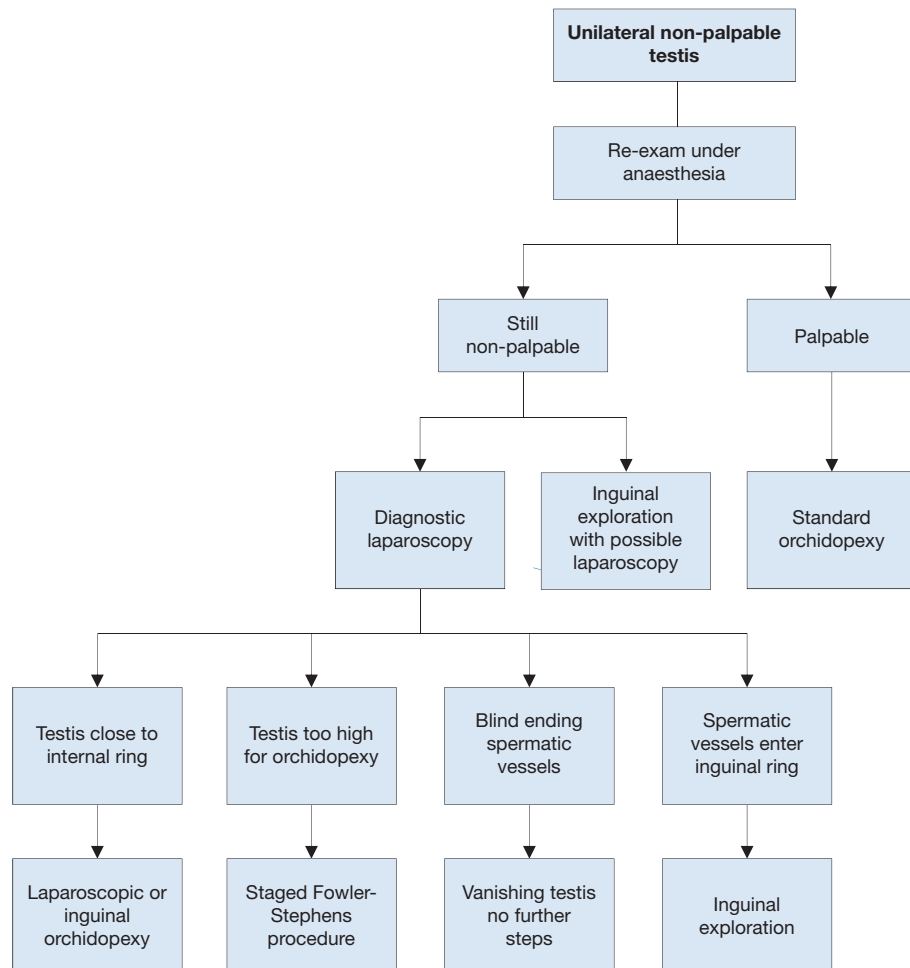 Unilateral non-palpable
testis
Re-exam under
anaesthesia
Still
non-palpable
Palpable
Diagnostic
laparoscopy
Inguinal
exploration
with possible
laparoscopy
Standard
orchidopexy
Testis close to
internal ring
Testis too high
for orchidopexy
Blind ending
spermatic
vessels
Spermatic
vessels enter
inguinal ring
Laparoscopic or
inguinal
orchidopexy
Staged Fowler-
Stephens
procedure
Vanishing testis
no further
steps
Inguinal
exploration